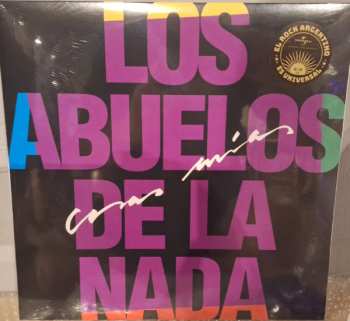 LOS
ABUELOS
cosas mías
DE LA
NADA
EL ROCK ARGENTINO
ES UNIVERSAL